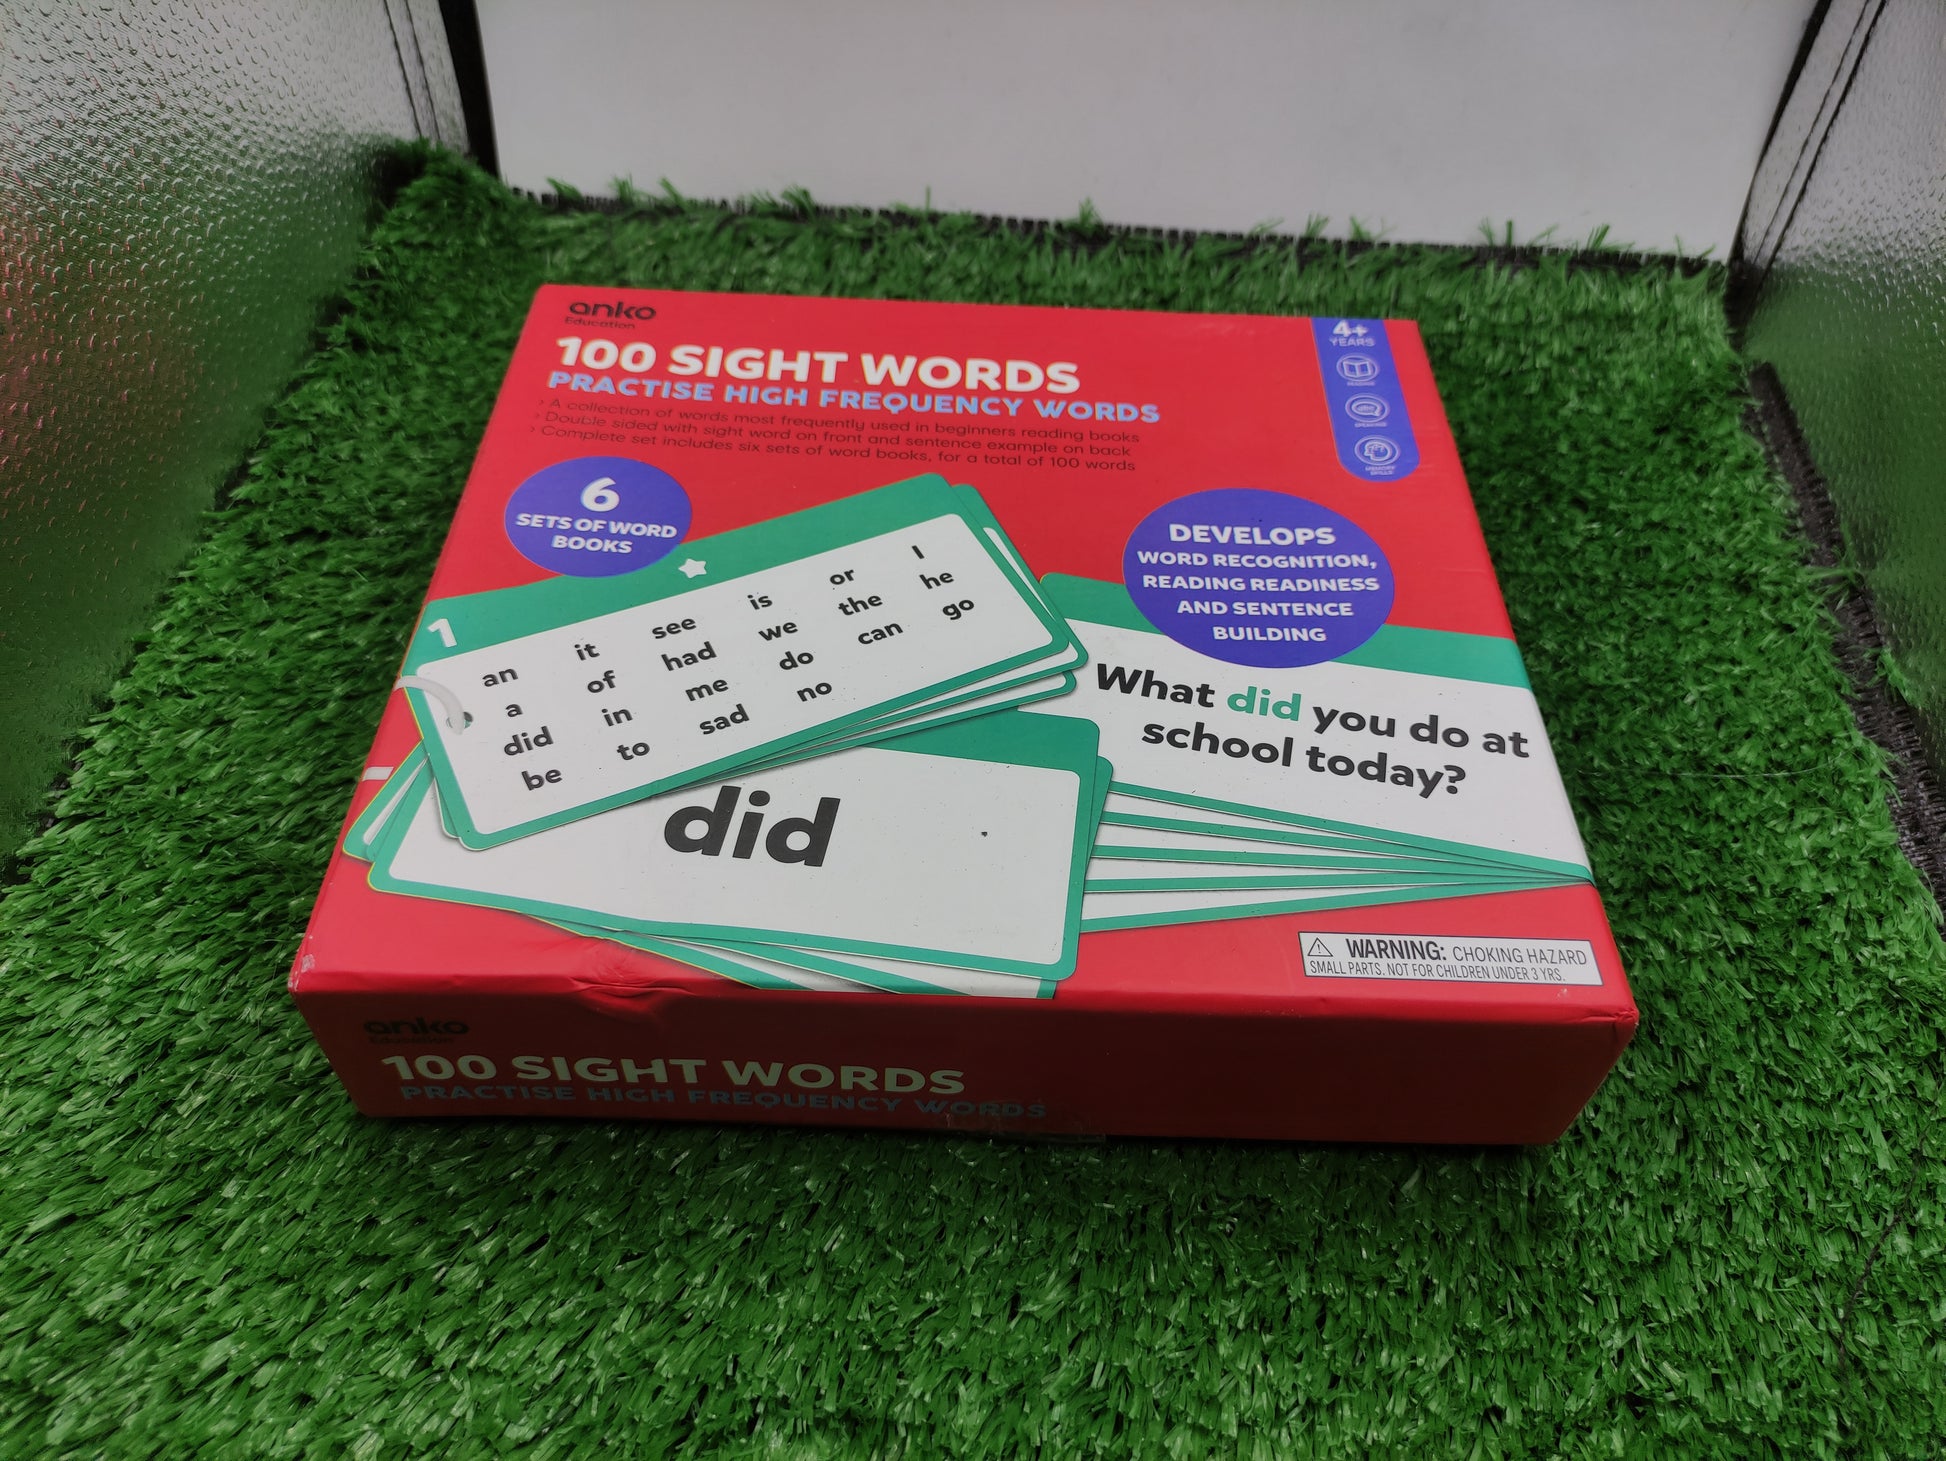 anko
Education
100 SIGHT WORDS
PRACTISE HIGH FREQUENCY WORDS
› A collection of words most frequently used in beginners reading books
› Double sided with sight word on front and sentence example on back
› Complete set includes six sets of word books, for a total of 100 words
4+
YEARS
READING
SPEAKING
MEMORY
SKILLS
6
SETS OF WORD
BOOKS
DEVELOPS
WORD RECOGNITION,
READING READINESS
AND SENTENCE
BUILDING
1
an it see is or I
a of had we the he
did in me do can go
be to sad no
did
What did you do at
school today?
WARNING: CHOKING HAZARD
SMALL PARTS. NOT FOR CHILDREN UNDER 3 YRS.
anko
Education
100 SIGHT WORDS
PRACTISE HIGH FREQUENCY WORDS